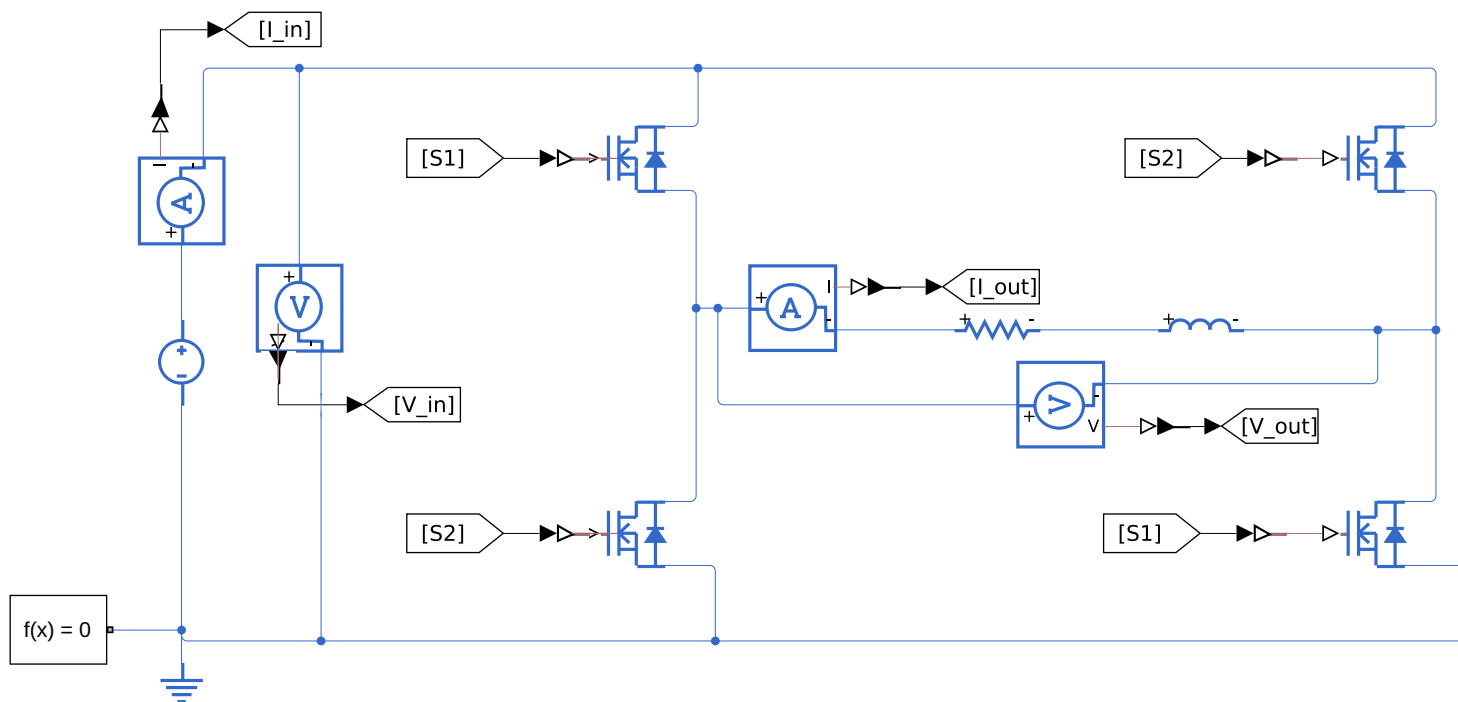 [I_in]
I
-
A
+
[S1]
[S2]
+
V
-
[V_in]
+
-
+
A
I
-
[I_out]
+
-
+
-
V
+
-
V
[V_out]
[S2]
[S1]
f(x) = 0